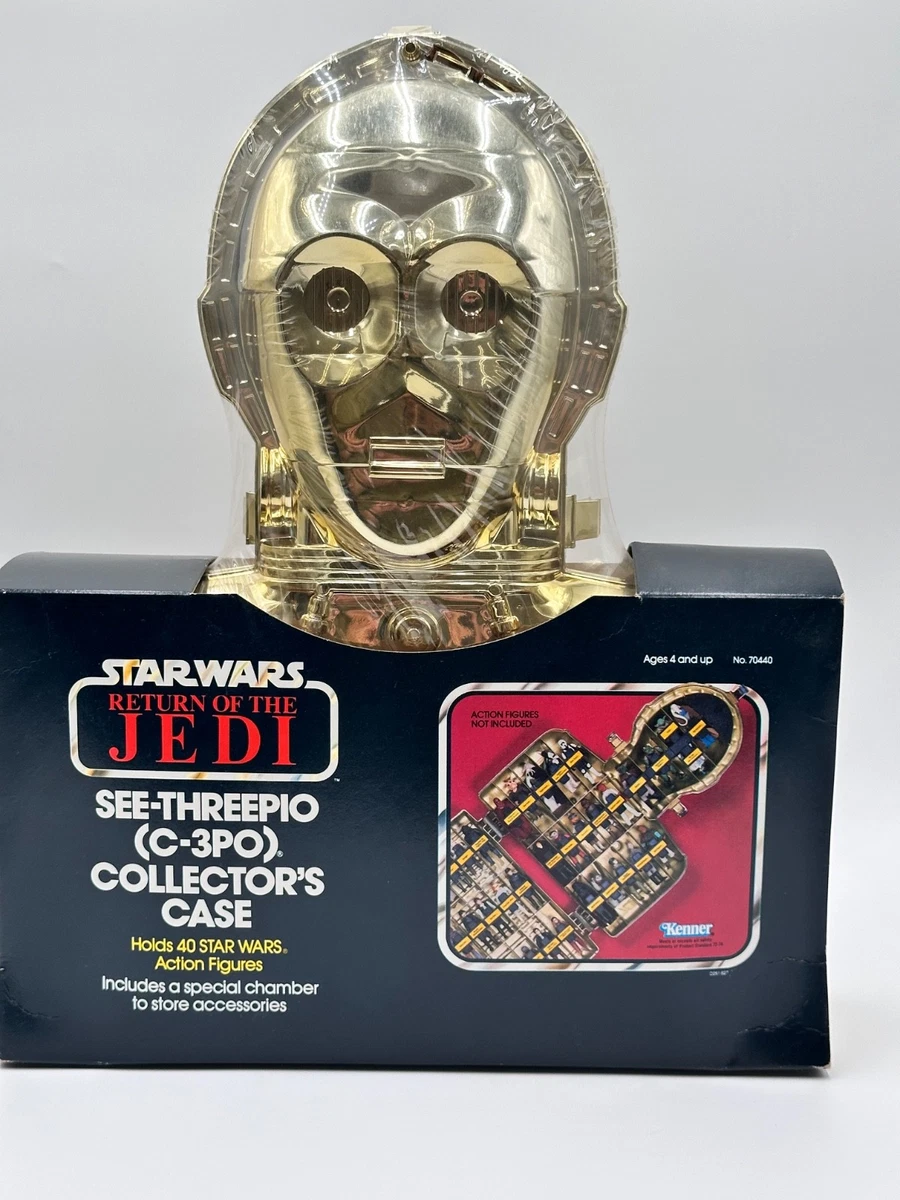 Ages 4 and up No. 70440
STAR WARS
RETURN OF THE
JEDI
™
SEE-THREEPIO
(C-3PO)®
COLLECTOR'S
CASE
Holds 40 STAR WARS®
Action Figures
Includes a special chamber
to store accessories
ACTION FIGURES
NOT INCLUDED
Kenner